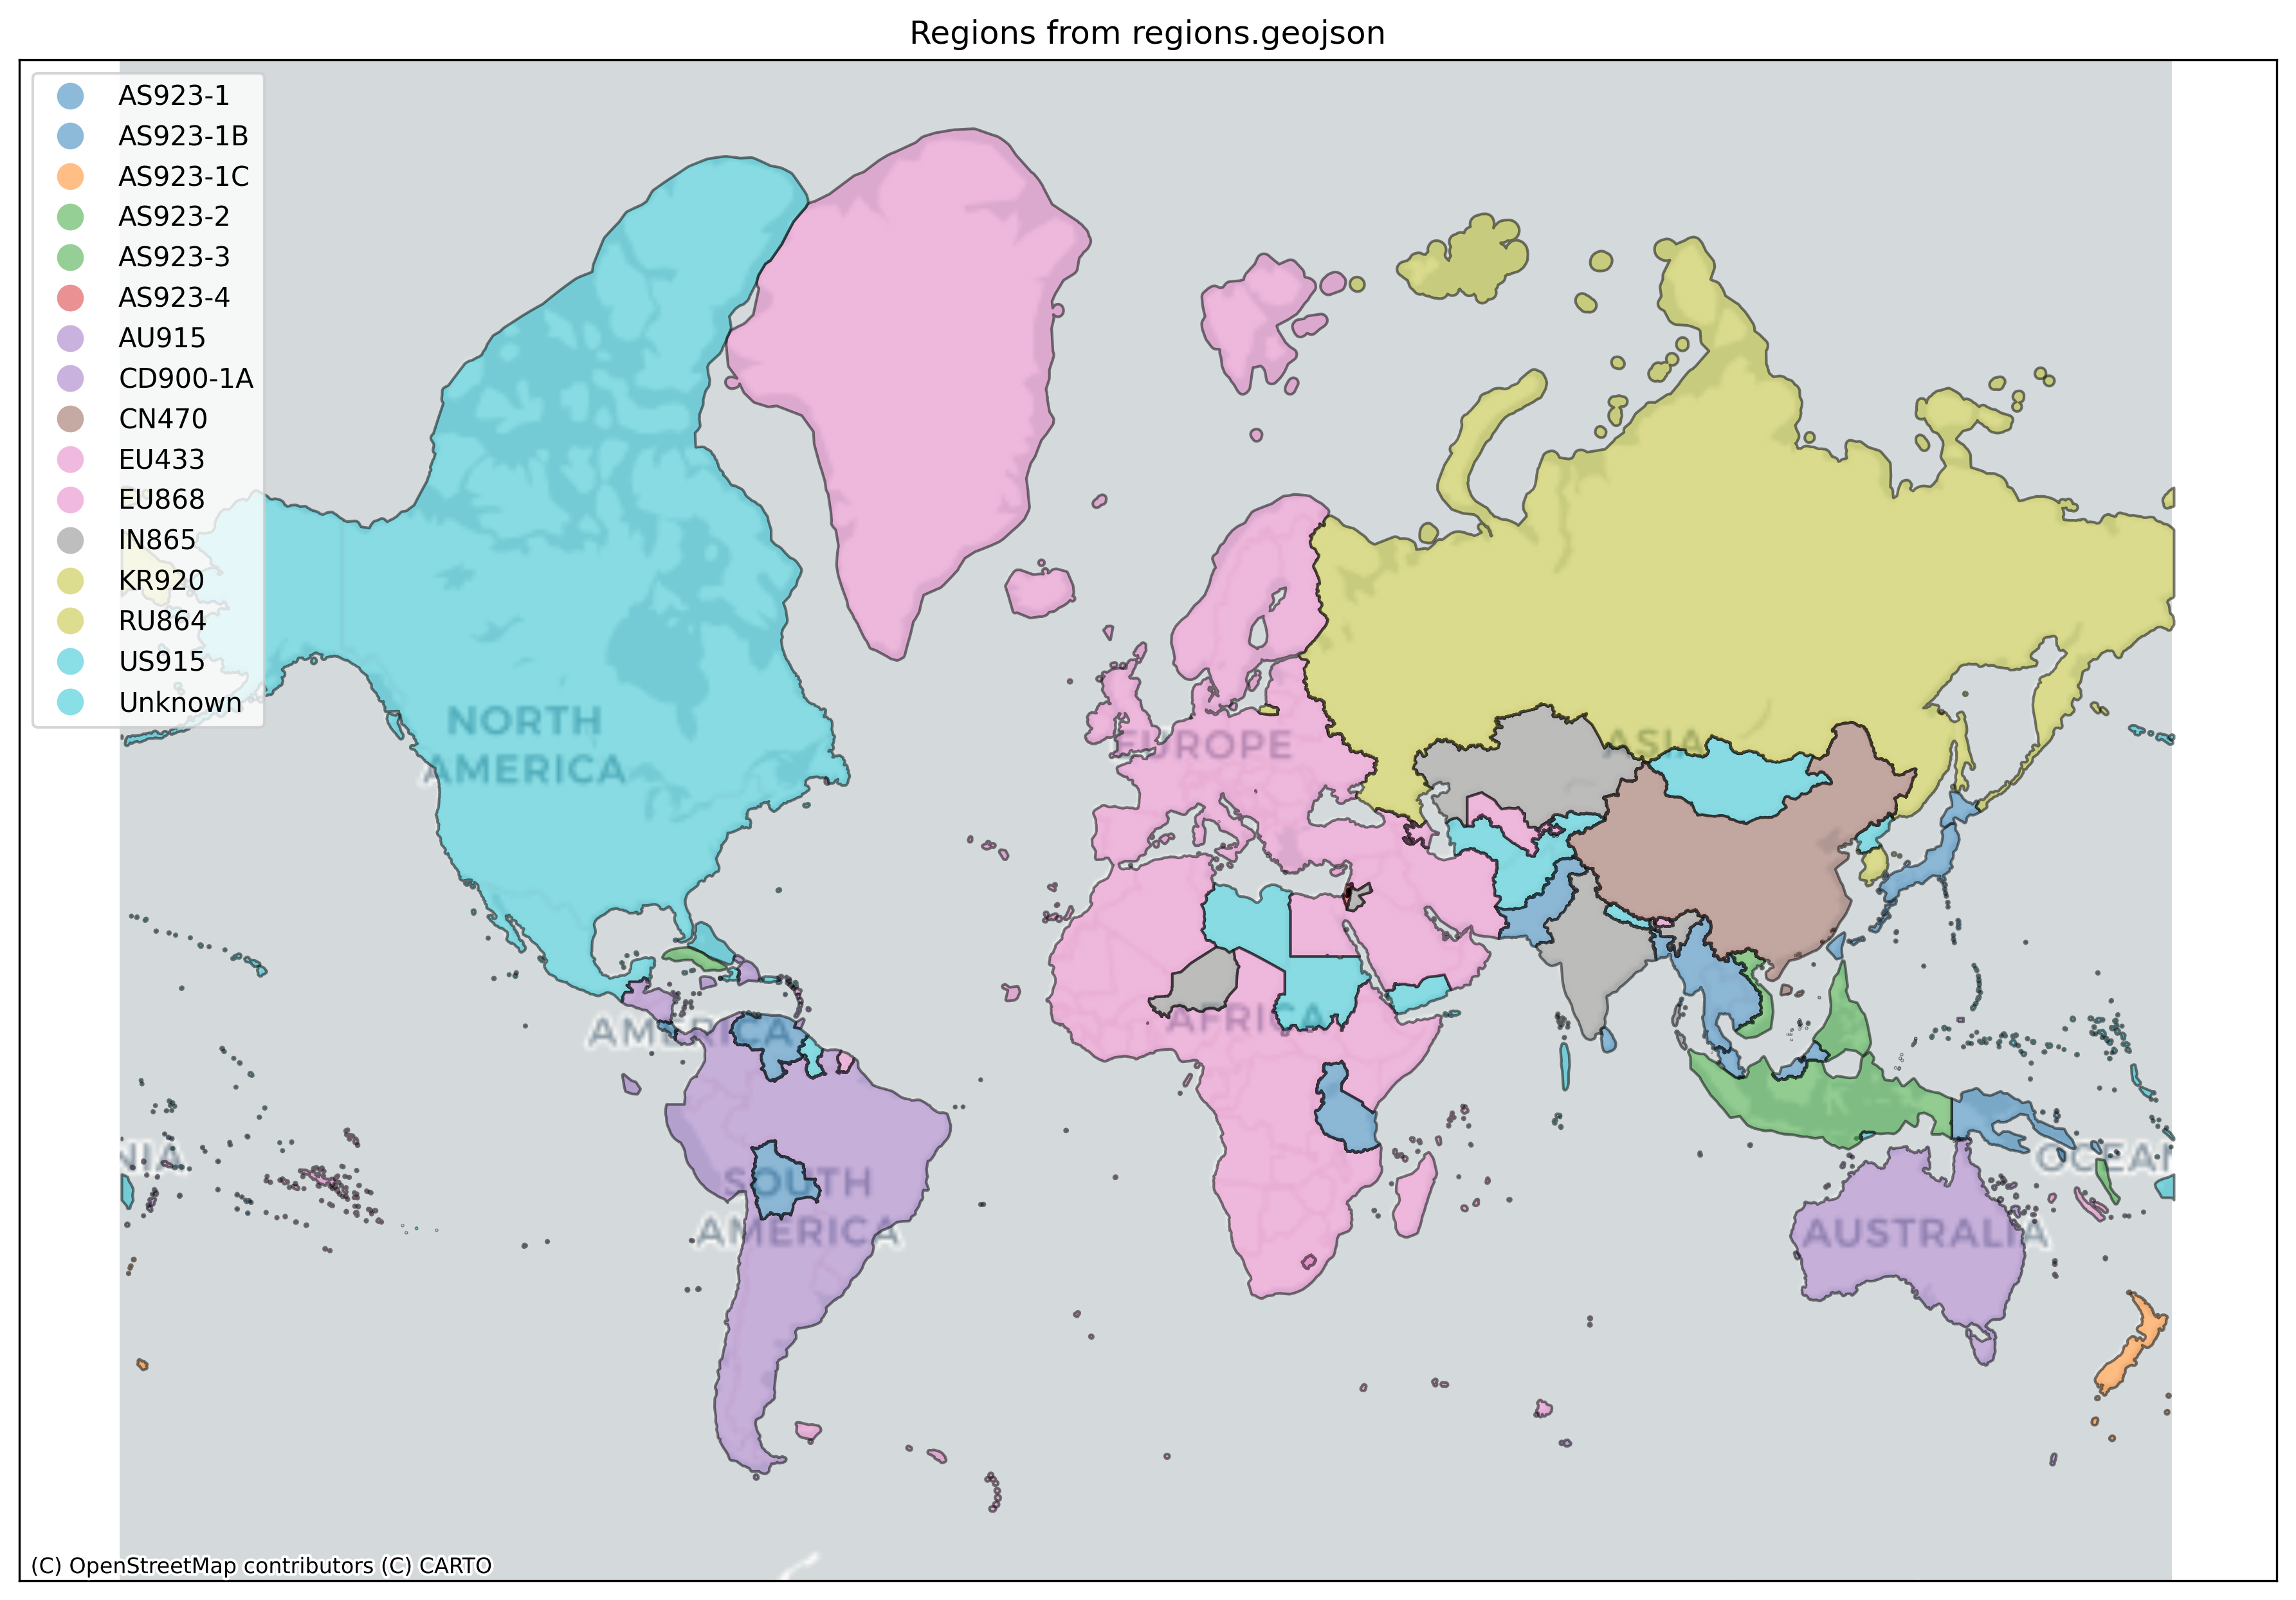 Regions from regions.geojson
AS923-1
AS923-1B
AS923-1C
AS923-2
AS923-3
AS923-4
AU915
CD900-1A
CN470
EU433
EU868
IN865
KR920
RU864
US915
Unknown
NORTH
AMERICA
EUROPE
ASIA
AMERICA
AFRICA
NIA
OCEAN
SOUTH
AMERICA
AUSTRALIA
(C) OpenStreetMap contributors (C) CARTO